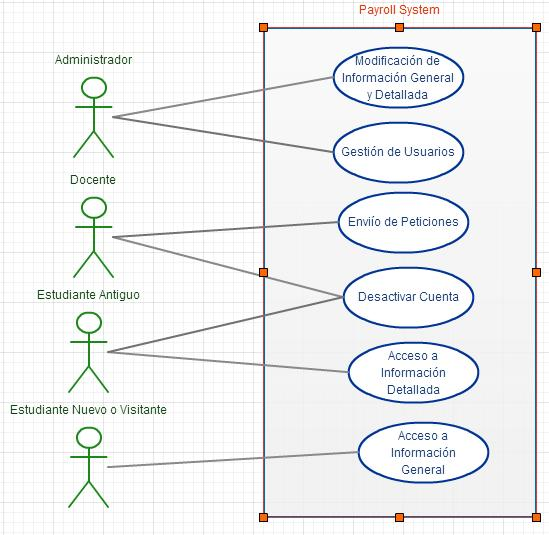 Payroll System
Administrador
Modificación de
Información General
y Detallada
Gestión de Usuarios
Docente
Envíío de Peticiones
Estudiante Antiguo
Desactivar Cuenta
Acceso a
Información
Detallada
Estudiante Nuevo o Visitante
Acceso a
Información
General